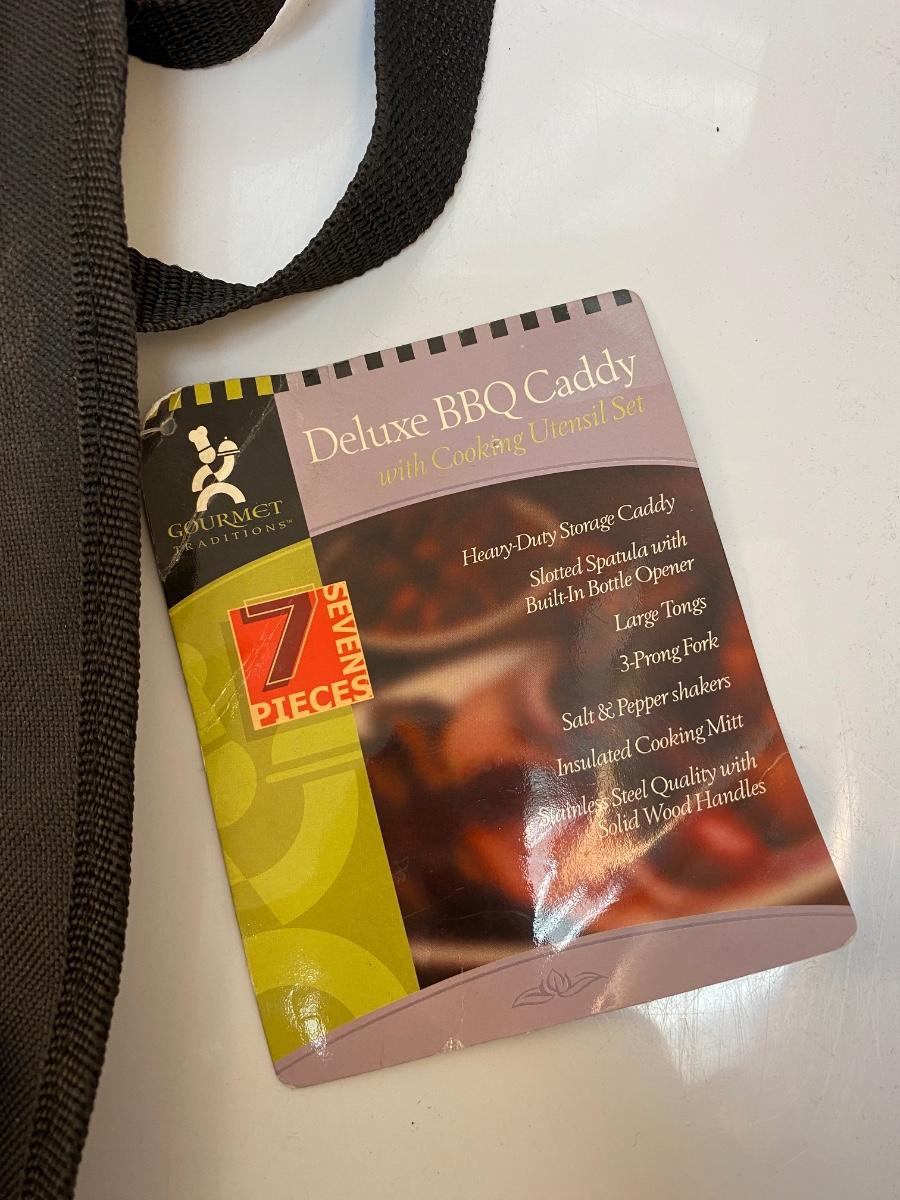 Deluxe BBQ Caddy
with Cooking Utensil Set
GOURMET
TRADITIONS™
7
SEVEN
PIECES
Heavy-Duty Storage Caddy
Slotted Spatula with
Built-In Bottle Opener
Large Tongs
3-Prong Fork
Salt & Pepper shakers
Insulated Cooking Mitt
Stainless Steel Quality with
Solid Wood Handles